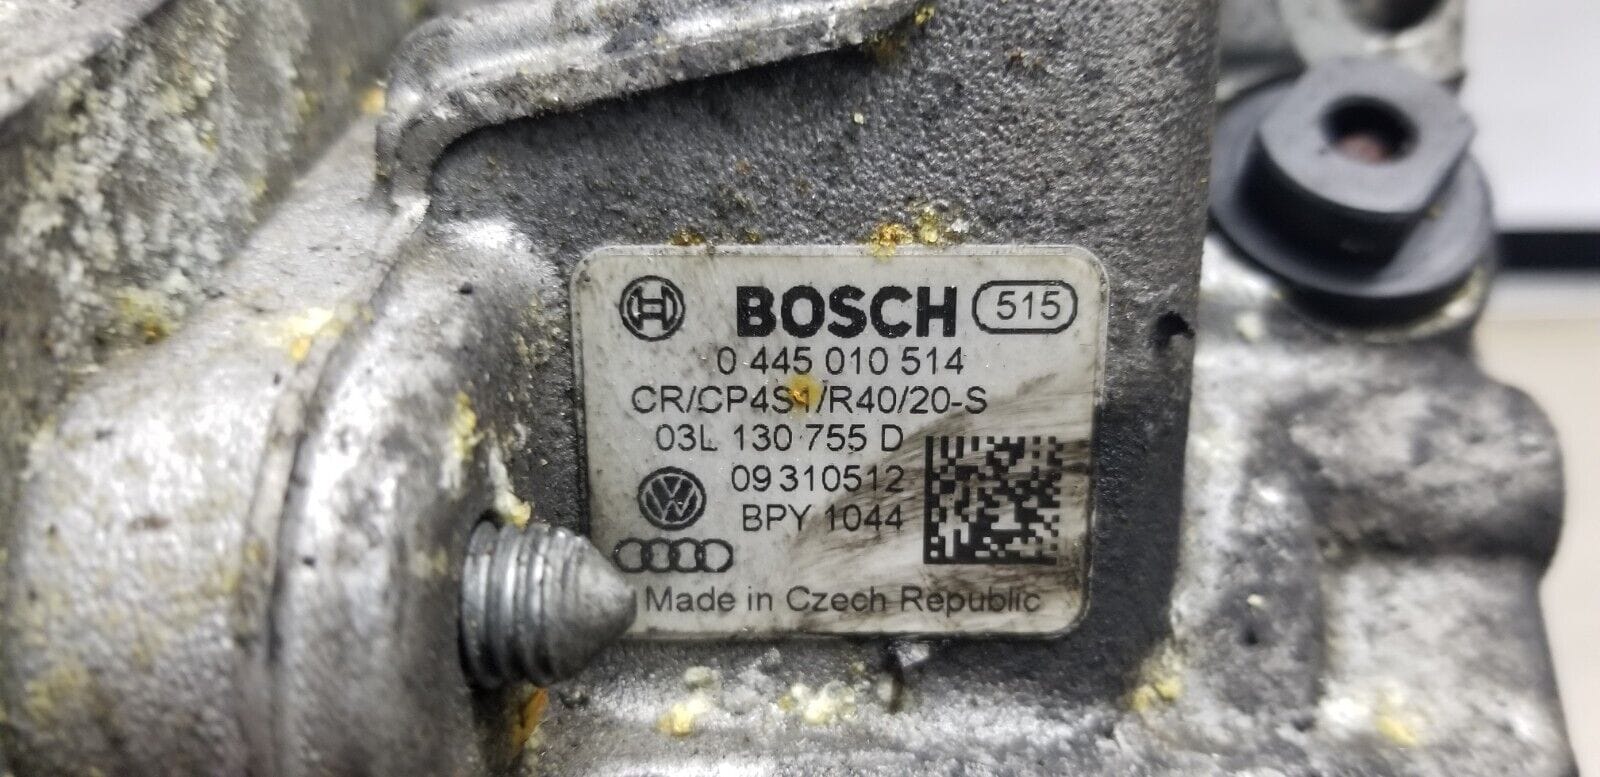 BOSCH 515
0 445 010 514
CR/CP4S1/R40/20-S
03L 130 755 D
09 310512
BPY 1044
Made in Czech Republic